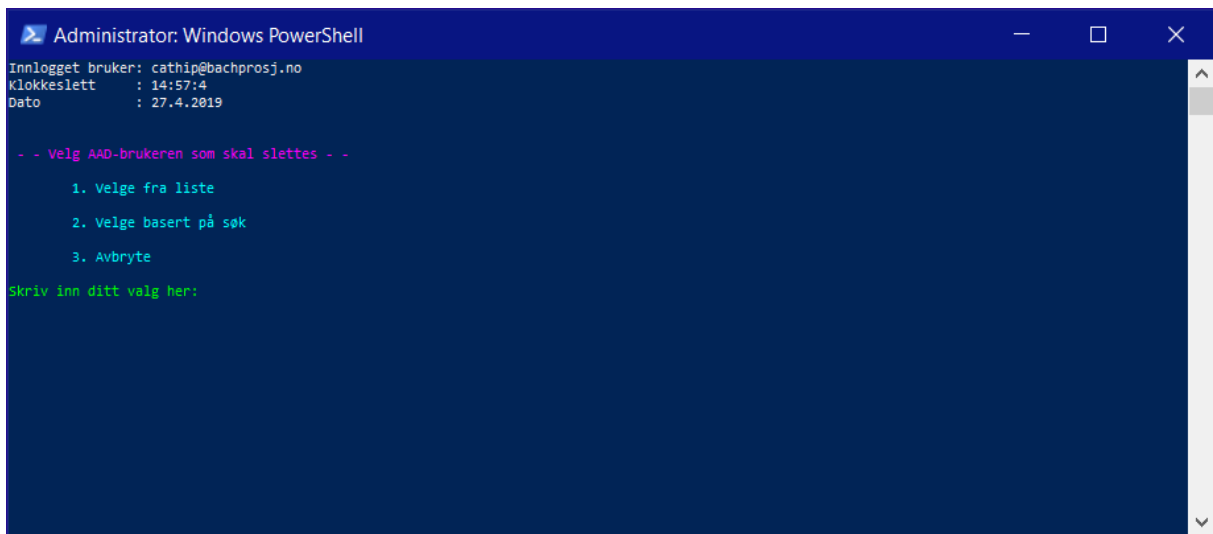 Administrator: Windows PowerShell
Innlogget bruker: cathip@bachprosj.no
Klokkeslett     : 14:57:4
Dato            : 27.4.2019
- - Velg AAD-brukeren som skal slettes - -
1. Velge fra liste
2. Velge basert på søk
3. Avbryte
Skriv inn ditt valg her: